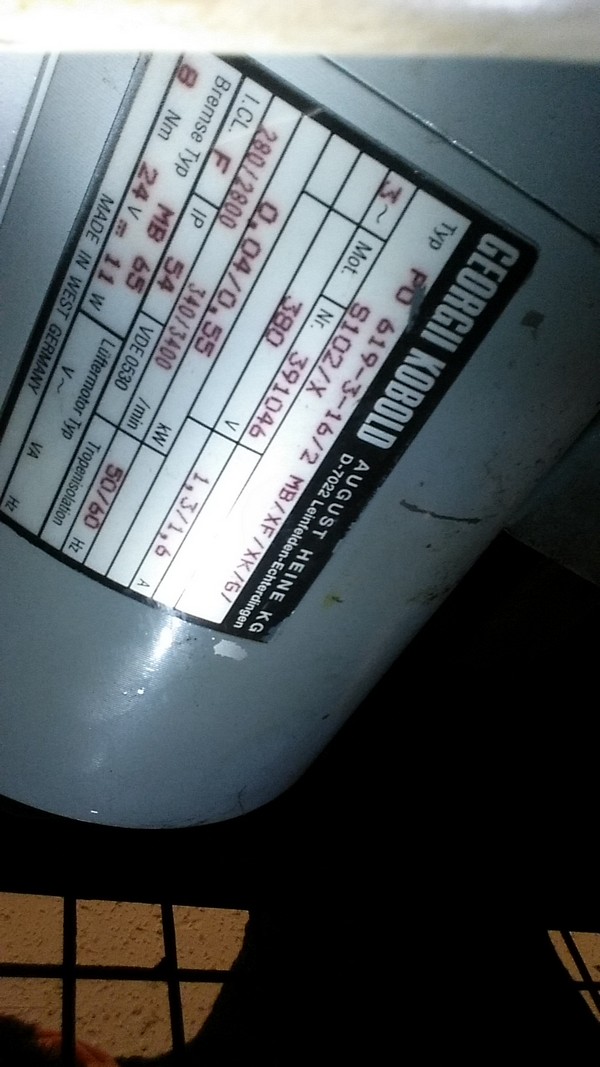 GEORGII KOBOLD AUGUST HEINE KG
D-7022 Leinfelden-Echterdingen
Typ PO 619-3-16/2 MB/XF/XK/G/
3~ Mot. S102/X
Nr. 391046
380 V 1,3/1,6 A
0,04/0,55 kW
280/2800 340/3400 /min 50/60 Hz
I.CL. F IP 54 VDE 0530 Tropenisolation
Bremse Typ MB 65 Lüftermotor Typ
8 Nm 24 V ⎓ 11 W V~ VA Hz
MADE IN WEST GERMANY